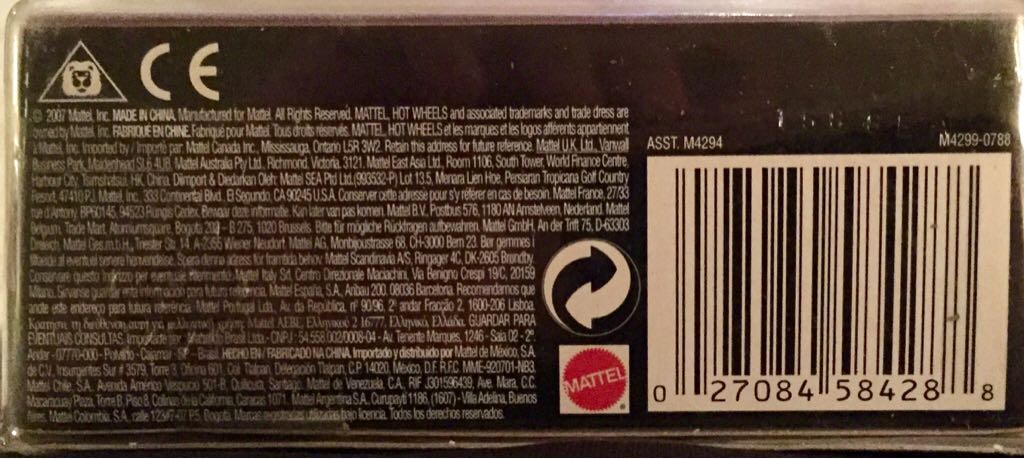 CE
© 2007 Mattel, Inc. MADE IN CHINA. Manufactured for Mattel. All Rights Reserved. MATTEL, HOT WHEELS and associated trademarks and trade dress are
owned by Mattel, Inc. FABRIQUÉ EN CHINE. Fabriqué pour Mattel. Tous droits réservés. MATTEL, HOT WHEELS et les marques et les logos afférents appartiennent
à Mattel, Inc. Imported by / Importé par: Mattel Canada Inc., Mississauga, Ontario L5R 3W2. Retain this address for future reference. Mattel U.K. Ltd., Vanwall
Business Park, Maidenhead SL6 4UB. Mattel Australia Pty. Ltd., Richmond, Victoria. 3121. Mattel East Asia Ltd., Room 1106, South Tower, World Finance Centre,
Harbour City, Tsimshatsui, HK, China. Diimport & Diedarkan Oleh: Mattel SEA Ptd Ltd.(993532-P) Lot 13.5, Menara Lien Hoe, Persiaran Tropicana Golf Country
Resort, 47410 PJ. Mattel, Inc. 333 Continental Blvd., El Segundo, CA 90245 U.S.A. Conserver cette adresse pour s'y référer en cas de besoin. Mattel France, 27/33
rue d'Antony, BP60145, 94523 Rungis Cedex. Bewaar deze informatie. Kan later van pas komen. Mattel B.V., Postbus 576, 1180 AN Amstelveen, Nederland. Mattel
Belgium, Trade Mart, Atomiumsquare, Bogota 202 - B 275, 1020 Brussels. Bitte für mögliche Rückfragen aufbewahren. Mattel GmbH, An der Trift 75, D-63303
Dreieich. Mattel Ges.m.b.H., Triester Str. 14, A-2355 Wiener Neudorf. Mattel AG, Monbijoustrasse 68, CH-3000 Bern 23. Bør gemmes i
tilfælde af eventuel senere henvendelse. Spara denna adress för framtida behov. Mattel Scandinavia A/S, Ringager 4C, DK-2605 Brøndby.
Conservare questo indirizzo per eventuale riferimento. Mattel Italy Srl, Centro Direzionale Maciachini, Via Benigno Crespi 19/C, 20159
Milano. Sírvanse guardar esta información para futura referencia. Mattel España, S.A., Aribau 200, 08036 Barcelona. Recomendamos que
anote este endereço para futura referência. Mattel Portugal Lda., Av. da República, nº 90/96, 2º andar Fracção 2, 1600-206 Lisboa.
Κρατήστε τη διεύθυνση αυτή για μελλοντική χρήση. Mattel AEBE, Ελληνικού 2 16777, Ελληνικό, Ελλάδα. GUARDAR PARA
EVENTUAIS CONSULTAS. Importado por: Mattel do Brasil Ltda. - CNPJ : 54.558.002/0008-04 - Av. Tenente Marques, 1246 - Sala 02 - 2º.
Andar - 07770-000 - Polvilho - Cajamar - SP - Brasil. HECHO EN / FABRICADO NA CHINA. Importado y distribuido por Mattel de México, S.A.
de C.V., Insurgentes Sur # 3579, Torre 3, Oficina 601, Col. Tlalpan, Delegación Tlalpan, C.P. 14020, México, D.F. R.F.C. MME-920701-NB3.
Mattel Chile, S.A., Avenida Américo Vespucio 501-B, Quilicura, Santiago. Mattel de Venezuela, C.A., RIF J301596439, Ave. Mara, C.C.
Macaracuay Plaza, Torre B, Piso 8, Colinas de la California, Caracas 1071. Mattel Argentina S.A., Curupaytí 1186, (1607) - Villa Adelina, Buenos
Aires. Mattel Colombia, S.A., calle 123#7-07 P.5, Bogotá. Marcas registradas utilizadas bajo licencia. Todos los derechos reservados.
MATTEL
ASST. M4294
M4299-0788
0 27084 58428 8